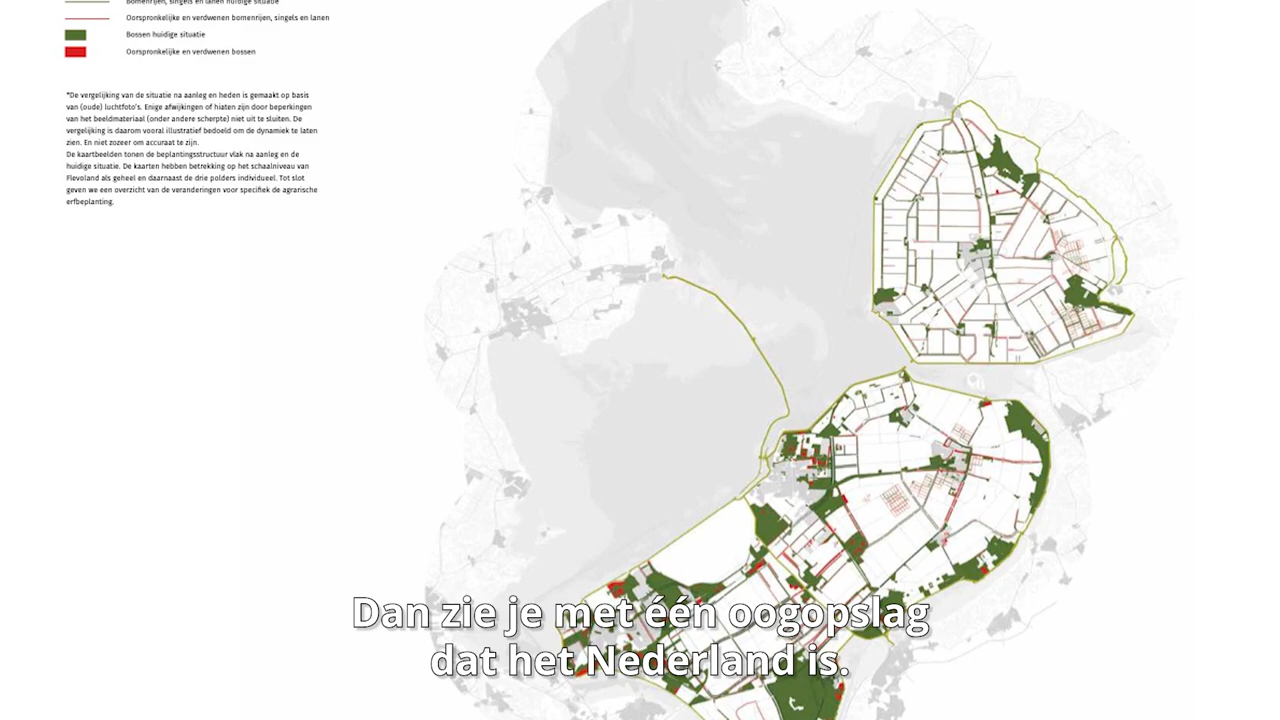 Bomenrijen, singels en lanen huidige situatie
Oorspronkelijke en verdwenen bomenrijen, singels en lanen
Bossen huidige situatie
Oorspronkelijke en verdwenen bossen
*De vergelijking van de situatie na aanleg en heden is gemaakt op basis
van (oude) luchtfoto's. Enige afwijkingen of hiaten zijn door beperkingen
van het beeldmateriaal (onder andere scherpte) niet uit te sluiten. De
vergelijking is daarom vooral illustratief bedoeld om de dynamiek te laten
zien. En niet zozeer om accuraat te zijn.
De kaartbeelden tonen de beplantingsstructuur vlak na aanleg en de
huidige situatie. De kaarten hebben betrekking op het schaalniveau van
Flevoland als geheel en daarnaast de drie polders individueel. Tot slot
geven we een overzicht van de veranderingen voor specifiek de agrarische
erfbeplanting.
Dan zie je met één oogopslag
dat het Nederland is.